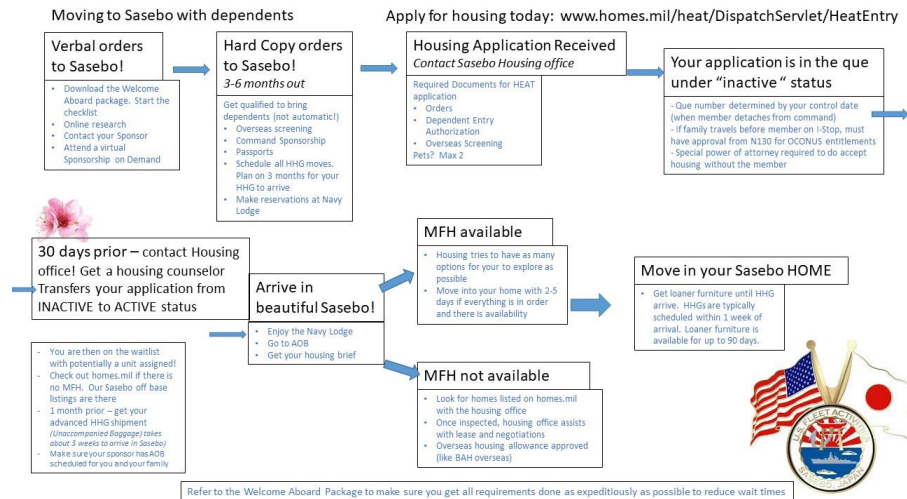 Moving to Sasebo with dependents
Apply for housing today: www.homes.mil/heat/DispatchServlet/HeatEntry
Verbal orders
to Sasebo!
• Download the Welcome
Aboard package. Start the
checklist
• Online research
• Contact your Sponsor
• Attend a virtual
Sponsorship on Demand
Hard Copy orders
to Sasebo!
3-6 months out
Get qualified to bring
dependents (not automatic!)
• Overseas screening
• Command Sponsorship
• Passports
• Schedule all HHG moves.
Plan on 3 months for your
HHG to arrive
• Make reservations at Navy
Lodge
Housing Application Received
Contact Sasebo Housing office
Required Documents for HEAT
application
• Orders
• Dependent Entry
Authorization
• Overseas Screening
Pets? Max 2
Your application is in the que
under “inactive “ status
- Que number determined by your control date
(when member detaches from command)
- If family travels before member on I-Stop, must
have approval from N130 for OCONUS entitlements
- Special power of attorney required to do accept
housing without the member
30 days prior – contact Housing
office! Get a housing counselor
Transfers your application from
INACTIVE to ACTIVE status
- You are then on the waitlist
with potentially a unit assigned!
- Check out homes.mil if there is
no MFH. Our Sasebo off base
listings are there
- 1 month prior – get your
advanced HHG shipment
(Unaccompanied Baggage) takes
about 3 weeks to arrive in Sasebo)
- Make sure your sponsor has AOB
scheduled for you and your family
Arrive in
beautiful Sasebo!
• Enjoy the Navy Lodge
• Go to AOB
• Get your housing brief
MFH available
• Housing tries to have as many
options for your to explore as
possible
• Move into your home with 2-5
days if everything is in order
and there is availability
MFH not available
• Look for homes listed on homes.mil
with the housing office
• Once inspected, housing office assists
with lease and negotiations
• Overseas housing allowance approved
(like BAH overseas)
Move in your Sasebo HOME
• Get loaner furniture until HHG
arrive. HHGs are typically
scheduled within 1 week of
arrival. Loaner furniture is
available for up to 90 days.
U.S. FLEET ACTIVITIES
SASEBO, JAPAN
Refer to the Welcome Aboard Package to make sure you get all requirements done as expeditiously as possible to reduce wait times